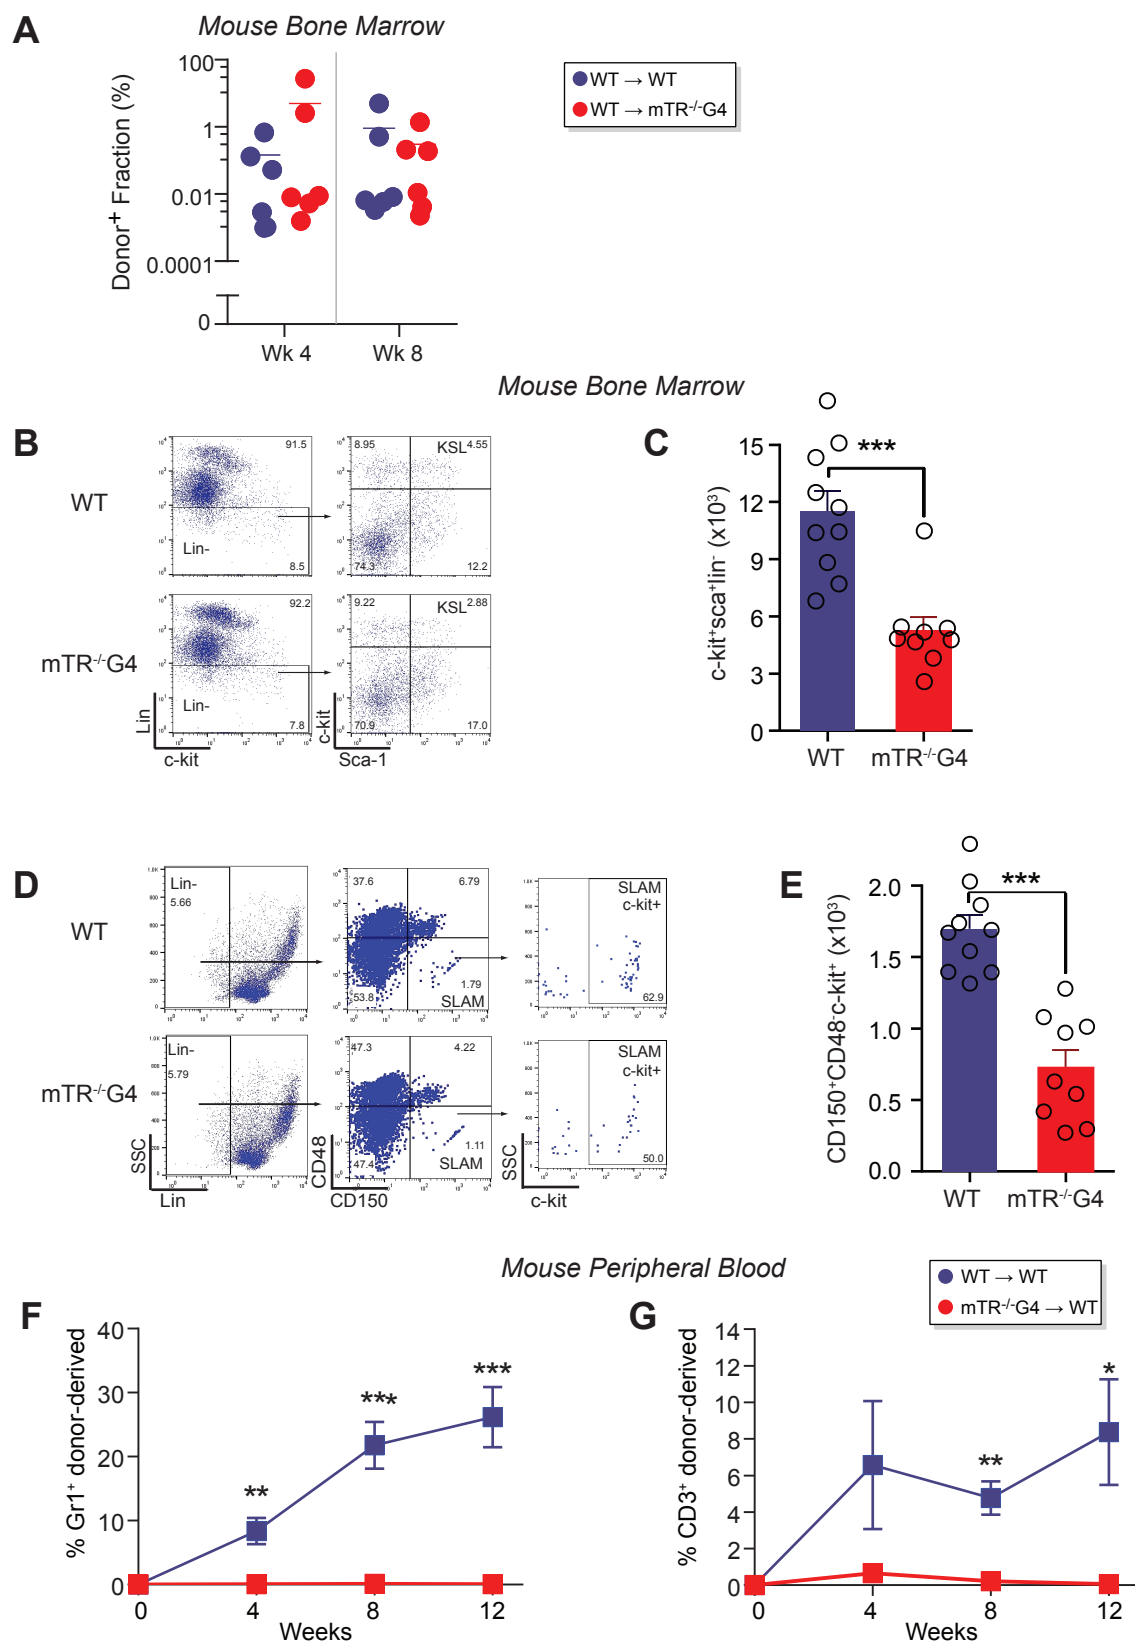 A
Mouse Bone Marrow
Donor+ Fraction (%)
100
1
0.01
0.0001
0
Wk 4
Wk 8
WT → WT
WT → mTR-/-G4
Mouse Bone Marrow
B
WT
91.5
Lin-
8.5
8.95
KSL 4.55
74.3
12.2
mTR-/-G4
92.2
Lin-
7.8
9.22
KSL 2.88
70.9
17.0
Lin
c-kit
c-kit
Sca-1
C
c-kit+sca+lin- (x10³)
15
12
9
6
3
0
***
WT
mTR-/-G4
D
WT
Lin-
5.66
37.6
6.79
53.8
1.79
SLAM
SLAM
c-kit+
62.9
mTR-/-G4
Lin-
5.79
47.3
4.22
47.4
1.11
SLAM
SLAM
c-kit+
50.0
SSC
Lin
CD48
CD150
SSC
c-kit
E
CD150+CD48-c-kit+ (x10³)
2.0
1.5
1.0
0.5
0.0
***
WT
mTR-/-G4
Mouse Peripheral Blood
WT → WT
mTR-/-G4 → WT
F
% Gr1+ donor-derived
40
30
20
10
0
**
***
***
0
4
8
12
Weeks
G
% CD3+ donor-derived
14
12
10
8
6
4
2
0
**
*
0
4
8
12
Weeks